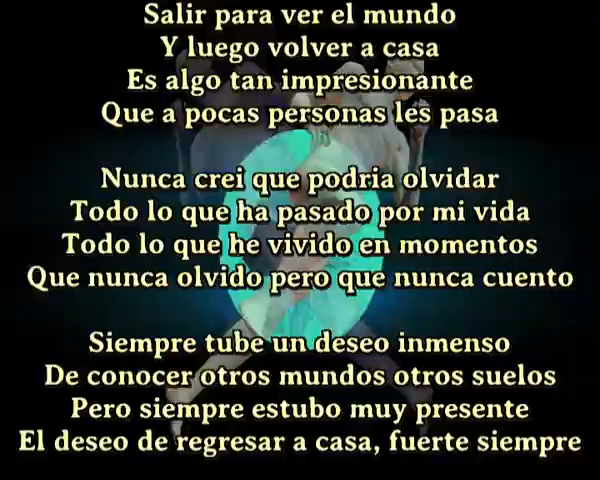 Salir para ver el mundo
Y luego volver a casa
Es algo tan impresionante
Que a pocas personas les pasa
Nunca crei que podria olvidar
Todo lo que ha pasado por mi vida
Todo lo que he vivido en momentos
Que nunca olvido pero que nunca cuento
Siempre tube un deseo inmenso
De conocer otros mundos otros suelos
Pero siempre estubo muy presente
El deseo de regresar a casa, fuerte siempre